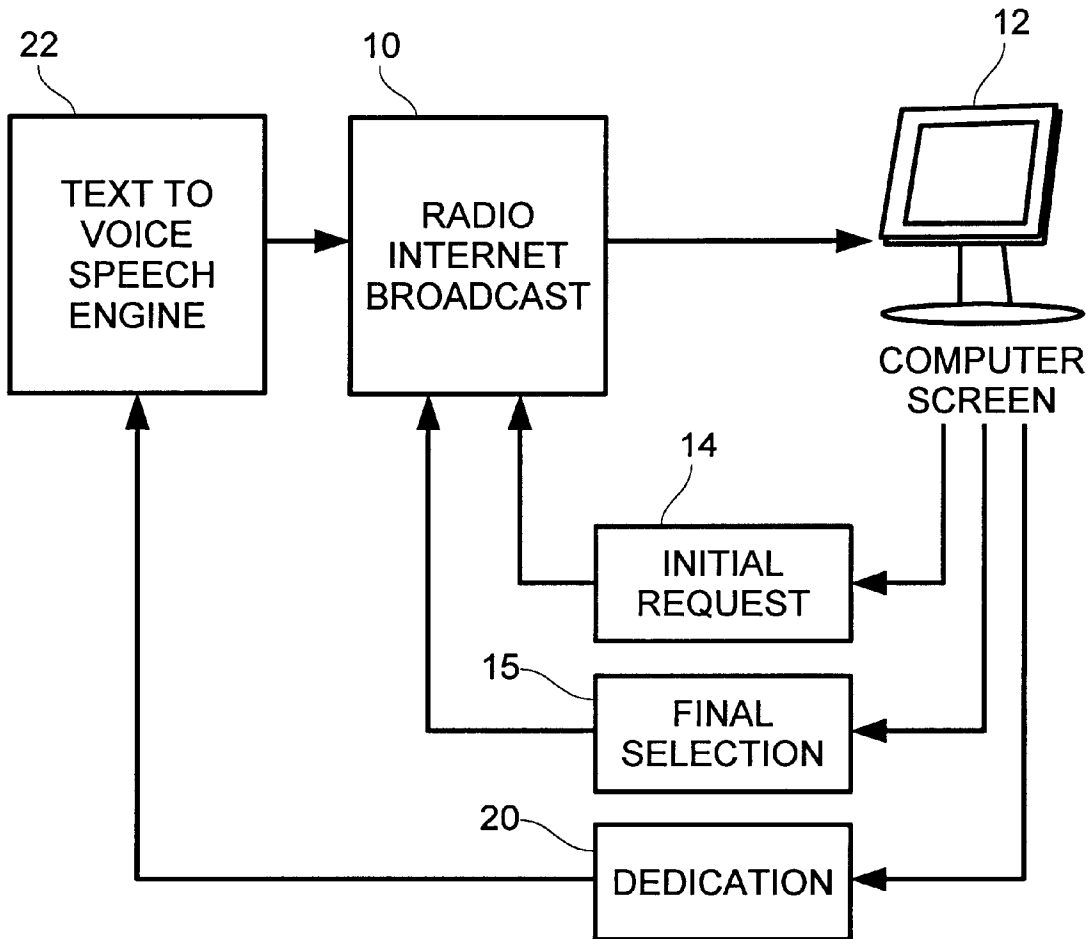 22
10
12
TEXT TO
VOICE
SPEECH
ENGINE
RADIO
INTERNET
BROADCAST
COMPUTER
SCREEN
14
INITIAL
REQUEST
15
FINAL
SELECTION
20
DEDICATION